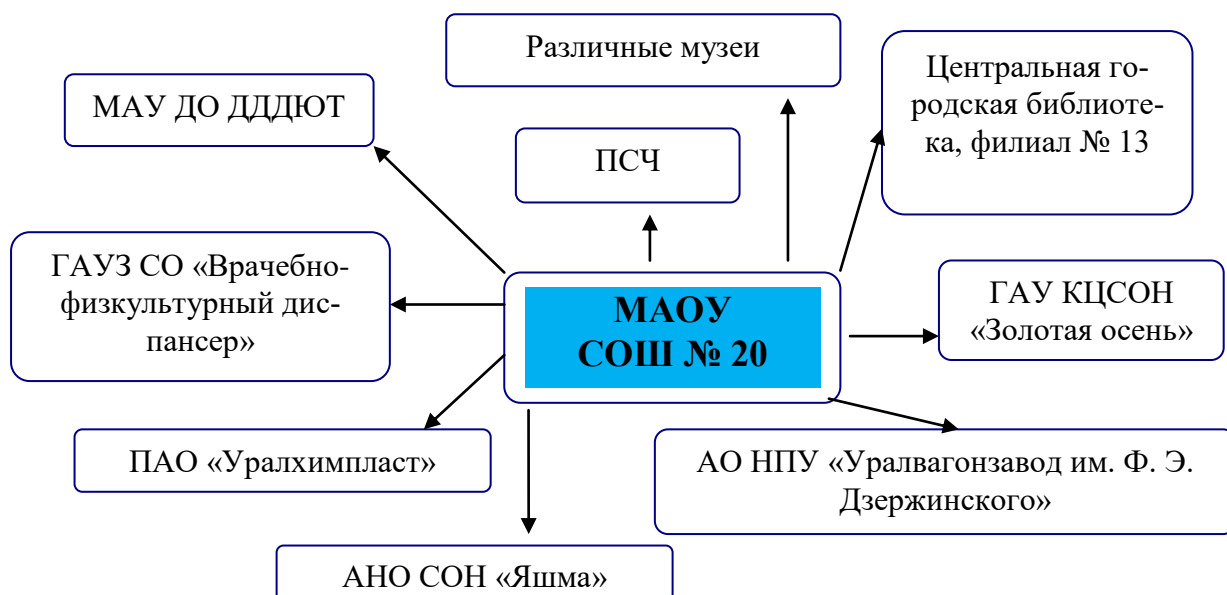 Различные музеи
Центральная го-
родская библиоте-
ка, филиал № 13
МАУ ДО ДДДЮТ
ПСЧ
ГАУЗ СО «Врачебно-
физкультурный дис-
пансер»
МАОУ
СОШ № 20
ГАУ КЦСОН
«Золотая осень»
ПАО «Уралхимпласт»
АО НПУ «Уралвагонзавод им. Ф. Э.
Дзержинского»
АНО СОН «Яшма»